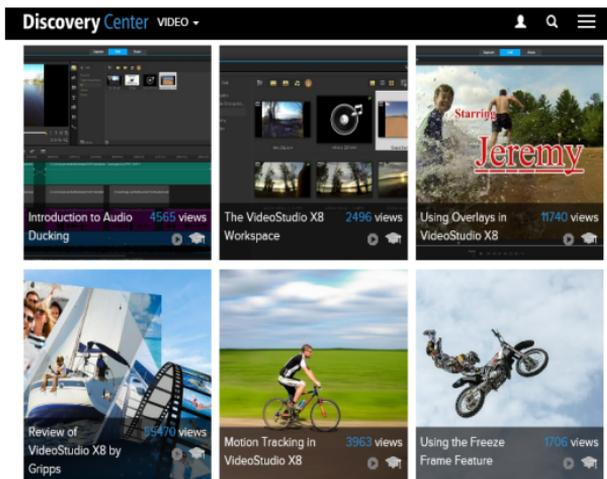 Discovery Center VIDEO
Starring
Jeremy
Introduction to Audio 4565 views
Ducking
The VideoStudio X8 2496 views
Workspace
Using Overlays in 11740 views
VideoStudio X8
Review of 55470 views
VideoStudio X8 by
Gripps
Motion Tracking in 3963 views
VideoStudio X8
Using the Freeze 1706 views
Frame Feature